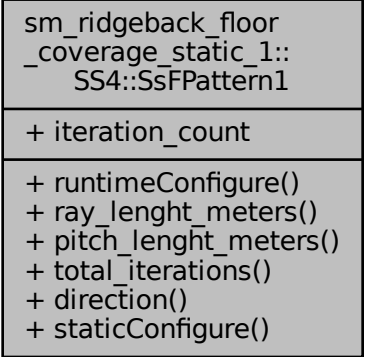 sm_ridgeback_floor
_coverage_static_1::
SS4::SsFPattern1
+ iteration_count
+ runtimeConfigure()
+ ray_lenght_meters()
+ pitch_lenght_meters()
+ total_iterations()
+ direction()
+ staticConfigure()